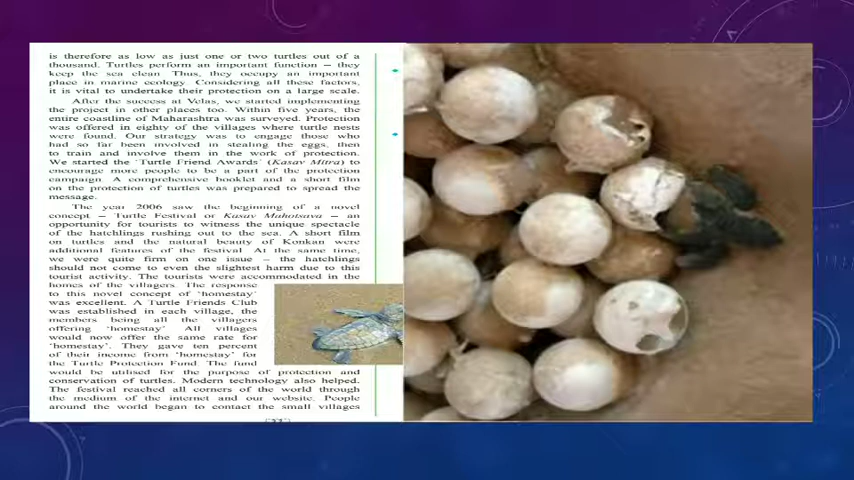 is therefore as low as just one or two turtles out of a
thousand. Turtles perform an important function – they
keep the sea clean. Thus, they occupy an important
place in marine ecology. Considering all these factors,
it is vital to undertake their protection on a large scale.
After the success at Velas, we started implementing
the project in other places too. Within five years, the
entire coastline of Maharashtra was surveyed. Protection
was offered in eighty of the villages where turtle nests
were found. Our strategy was to engage those who
had so far been involved in stealing the eggs, then
to train and involve them in the work of protection.
We started the 'Turtle Friend Awards' (Kasav Mitra) to
encourage more people to be a part of the protection
campaign. A comprehensive booklet and a short film
on the protection of turtles was prepared to spread the
message.
The year 2006 saw the beginning of a novel
concept – Turtle Festival or Kasav Mahotsava – an
opportunity for tourists to witness the unique spectacle
of the hatchlings rushing out to the sea. A short film
on turtles and the natural beauty of Konkan were
additional features of the festival. At the same time,
we were quite firm on one issue – the hatchlings
should not come to even the slightest harm due to this
tourist activity. The tourists were accommodated in the
homes of the villagers. The response
to this novel concept of 'homestay'
was excellent. A Turtle Friends Club
was established in each village, the
members being all the villagers
offering 'homestay'. All villages
would now offer the same rate for
'homestay'. They gave ten percent
of their income from 'homestay' for
the Turtle Protection Fund. The fund
would be utilised for the purpose of protection and
conservation of turtles. Modern technology also helped.
The festival reached all corners of the world through
the medium of the internet and our website. People
around the world began to contact the small villages